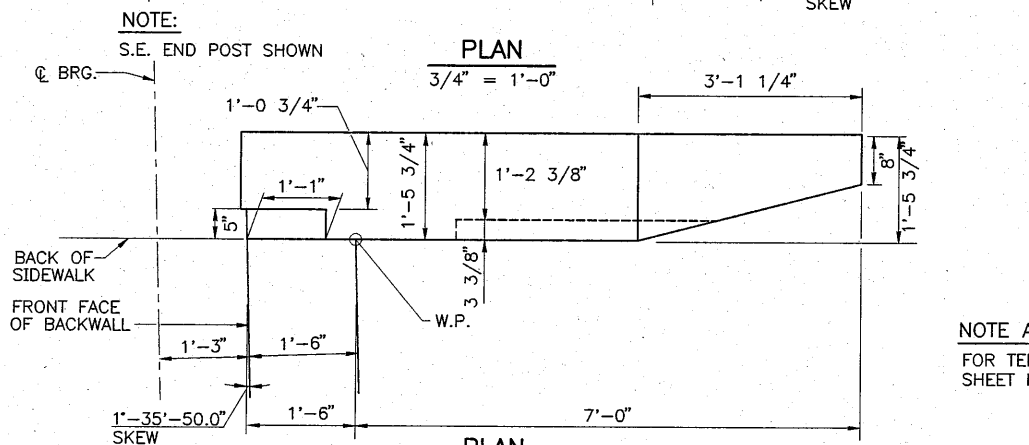 SKEW
NOTE:
S.E. END POST SHOWN
PLAN
3/4" = 1'-0"
℄ BRG.
3'-1 1/4"
1'-0 3/4"
1'-5 3/4"
1'-2 3/8"
8"
1'-5 3/4"
1'-1"
5"
BACK OF
SIDEWALK
3 3/8"
FRONT FACE
OF BACKWALL
W.P.
NOTE A
1'-3"
1'-6"
FOR TE
SHEET
1°-35'-50.0"
SKEW
1'-6"
7'-0"
PLAN